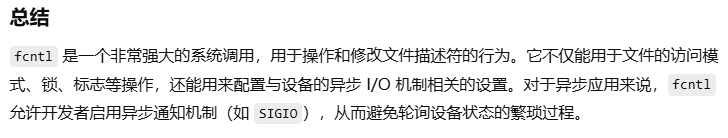 总结
fcntl 是一个非常强大的系统调用，用于操作和修改文件描述符的行为。它不仅能用于文件的访问模
式、锁、标志等操作，还能用来配置与设备的异步 I/O 机制相关的设置。对于异步应用来说，fcntl
允许开发者启用异步通知机制（如 SIGIO），从而避免轮询设备状态的繁琐过程。